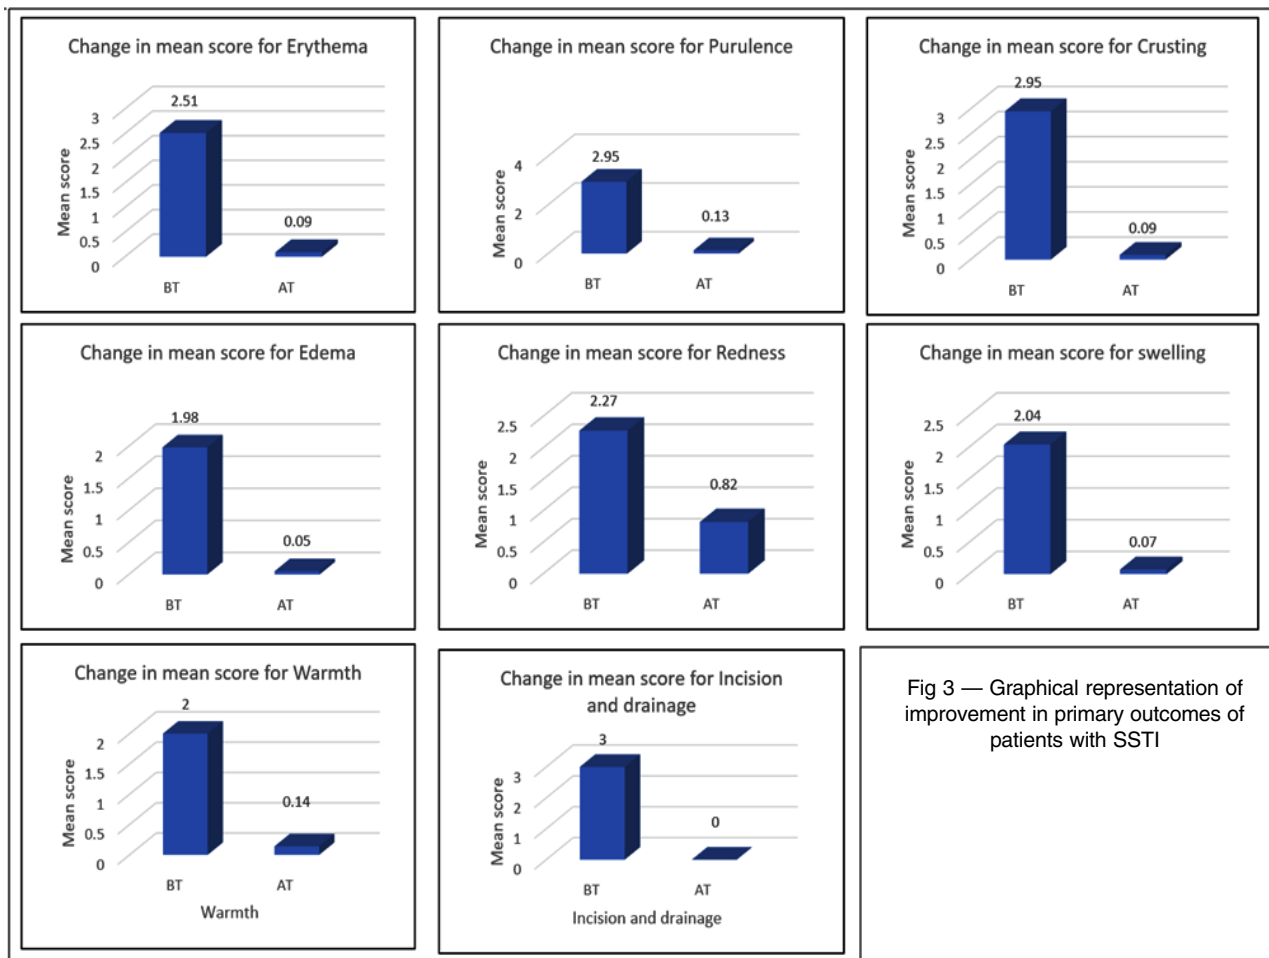 Change in mean score for Erythema
2.51
3
2.5
2
1.5
1
0.5
0
Mean score
0.09
BT
AT
Change in mean score for Purulence
2.95
4
2
0
Mean score
0.13
BT
AT
Change in mean score for Crusting
2.95
3
2.5
2
1.5
1
0.5
0
Mean score
0.09
BT
AT
Change in mean score for Edema
1.98
2
1.5
1
0.5
0
Mean score
0.05
BT
AT
Change in mean score for Redness
2.27
2.5
2
1.5
1
0.5
0
Mean score
0.82
BT
AT
Change in mean score for swelling
2.04
2.5
2
1.5
1
0.5
0
Mean score
0.07
BT
AT
Change in mean score for Warmth
2
2
1.5
1
0.5
0
Mean score
0.14
BT
AT
Warmth
Change in mean score for Incision
and drainage
3
3
2
1
0
Mean score
0
BT
AT
Incision and drainage
Fig 3 — Graphical representation of
improvement in primary outcomes of
patients with SSTI